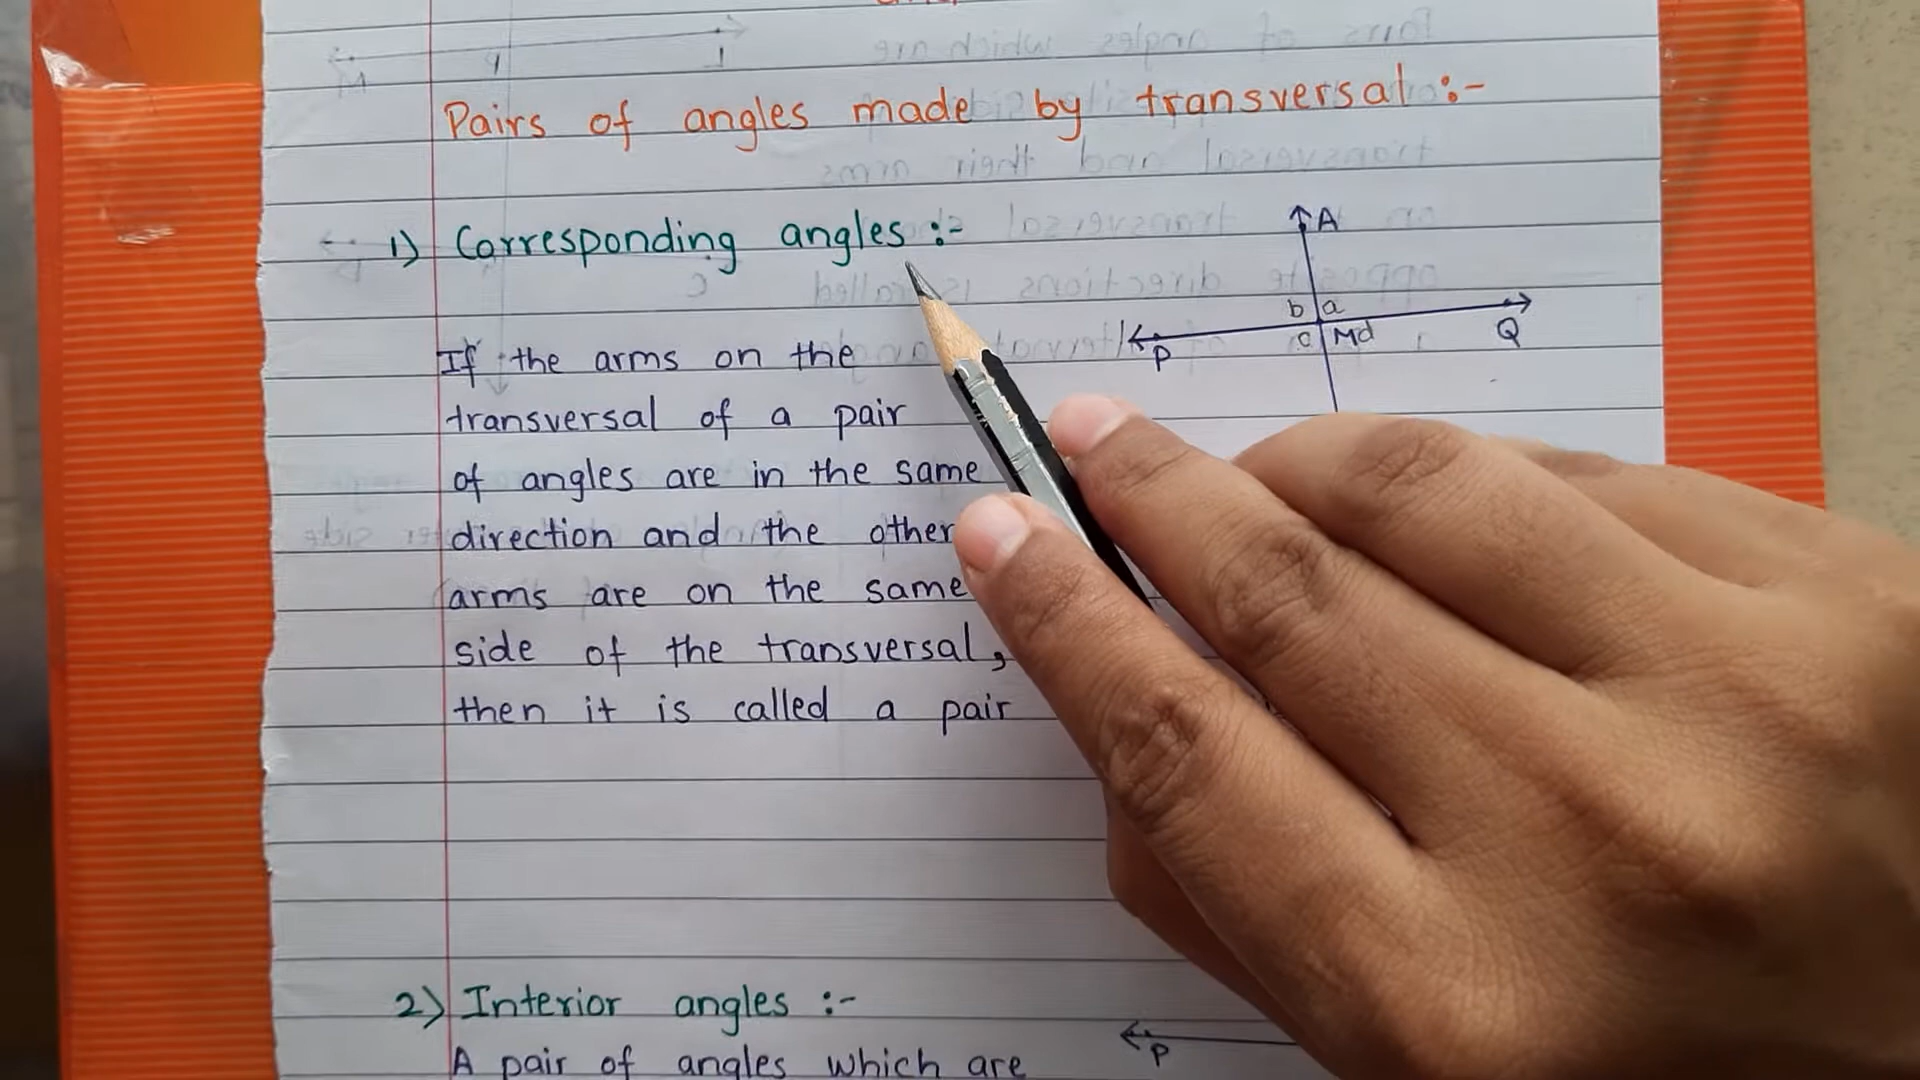 Pairs of angles made by transversal :-
1) Corresponding angles :-
A
b a
P c M d Q
If the arms on the
transversal of a pair
of angles are in the same
direction and the other
arms are on the same
side of the transversal,
then it is called a pair
2) Interior angles :-
P
A pair of angles which are